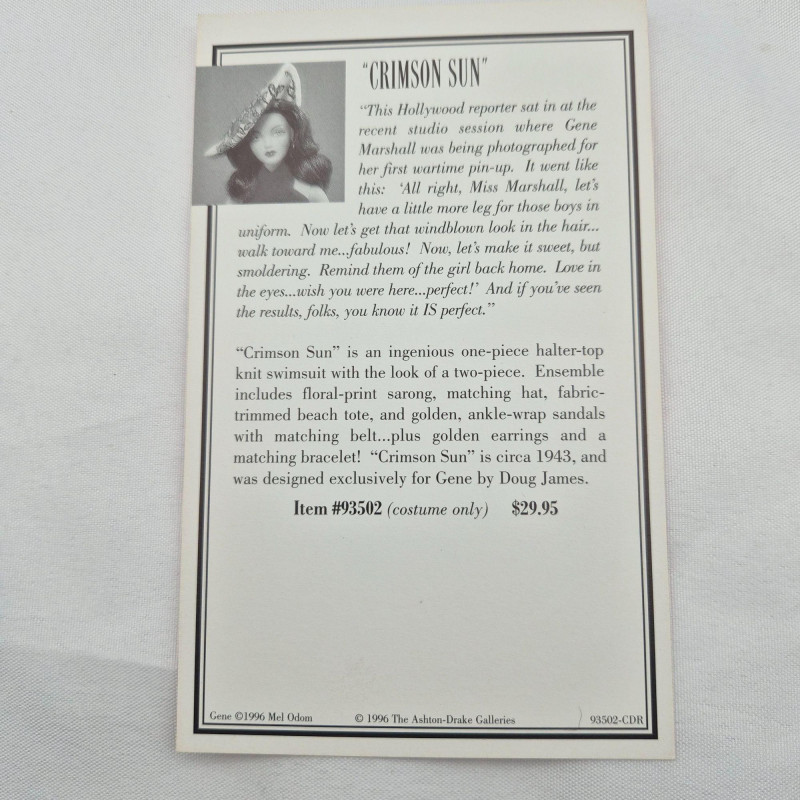 "CRIMSON SUN"
"This Hollywood reporter sat in at the
recent studio session where Gene
Marshall was being photographed for
her first wartime pin-up. It went like
this: 'All right, Miss Marshall, let's
have a little more leg for those boys in
uniform. Now let's get that windblown look in the hair...
walk toward me...fabulous! Now, let's make it sweet, but
smoldering. Remind them of the girl back home. Love in
the eyes...wish you were here...perfect!' And if you've seen
the results, folks, you know it IS perfect."
"Crimson Sun" is an ingenious one-piece halter-top
knit swimsuit with the look of a two-piece. Ensemble
includes floral-print sarong, matching hat, fabric-
trimmed beach tote, and golden, ankle-wrap sandals
with matching belt...plus golden earrings and a
matching bracelet! "Crimson Sun" is circa 1943, and
was designed exclusively for Gene by Doug James.
Item #93502 (costume only) $29.95
Gene ©1996 Mel Odom © 1996 The Ashton-Drake Galleries 93502-CDR